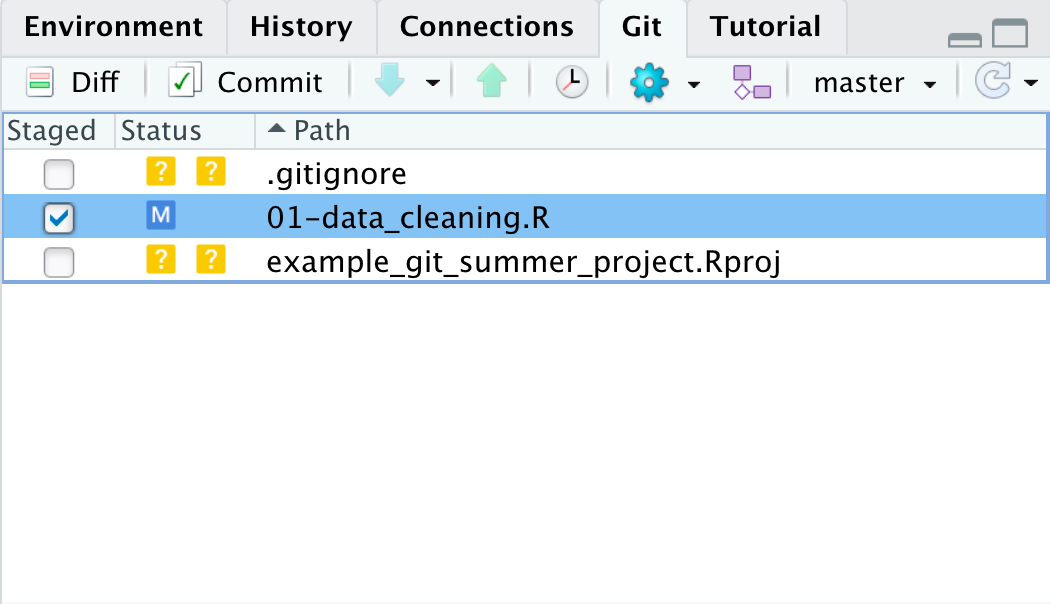 Environment History Connections Git Tutorial
Diff Commit master
Staged Status Path
? ? .gitignore
M 01-data_cleaning.R
? ? example_git_summer_project.Rproj